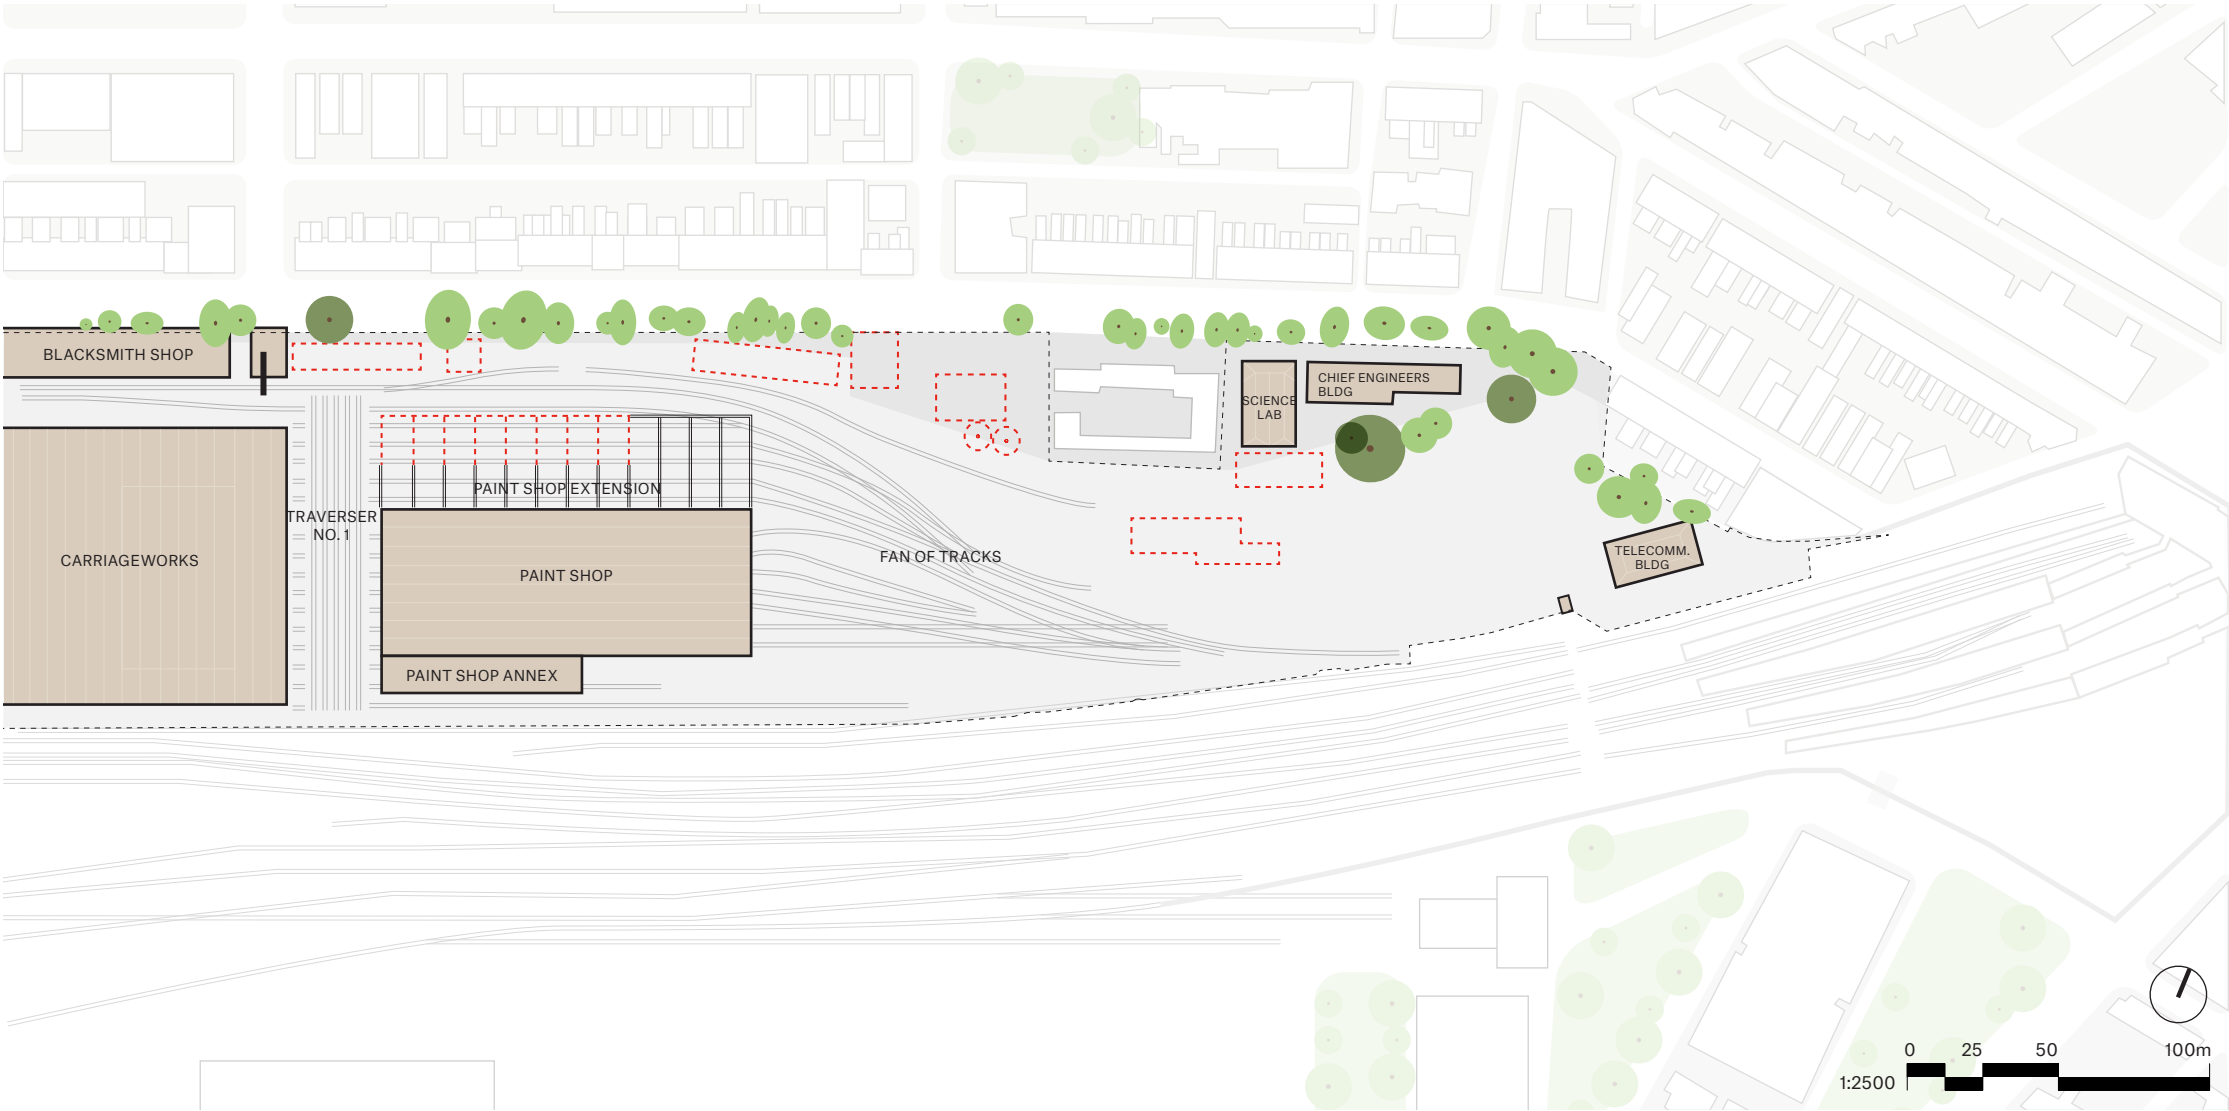 BLACKSMITH SHOP
CHIEF ENGINEERS
BLDG
SCIENCE
LAB
PAINT SHOP EXTENSION
TRAVERSER
NO. 1
CARRIAGEWORKS
FAN OF TRACKS
TELECOMM.
BLDG
PAINT SHOP
PAINT SHOP ANNEX
0 25 50 100m
1:2500